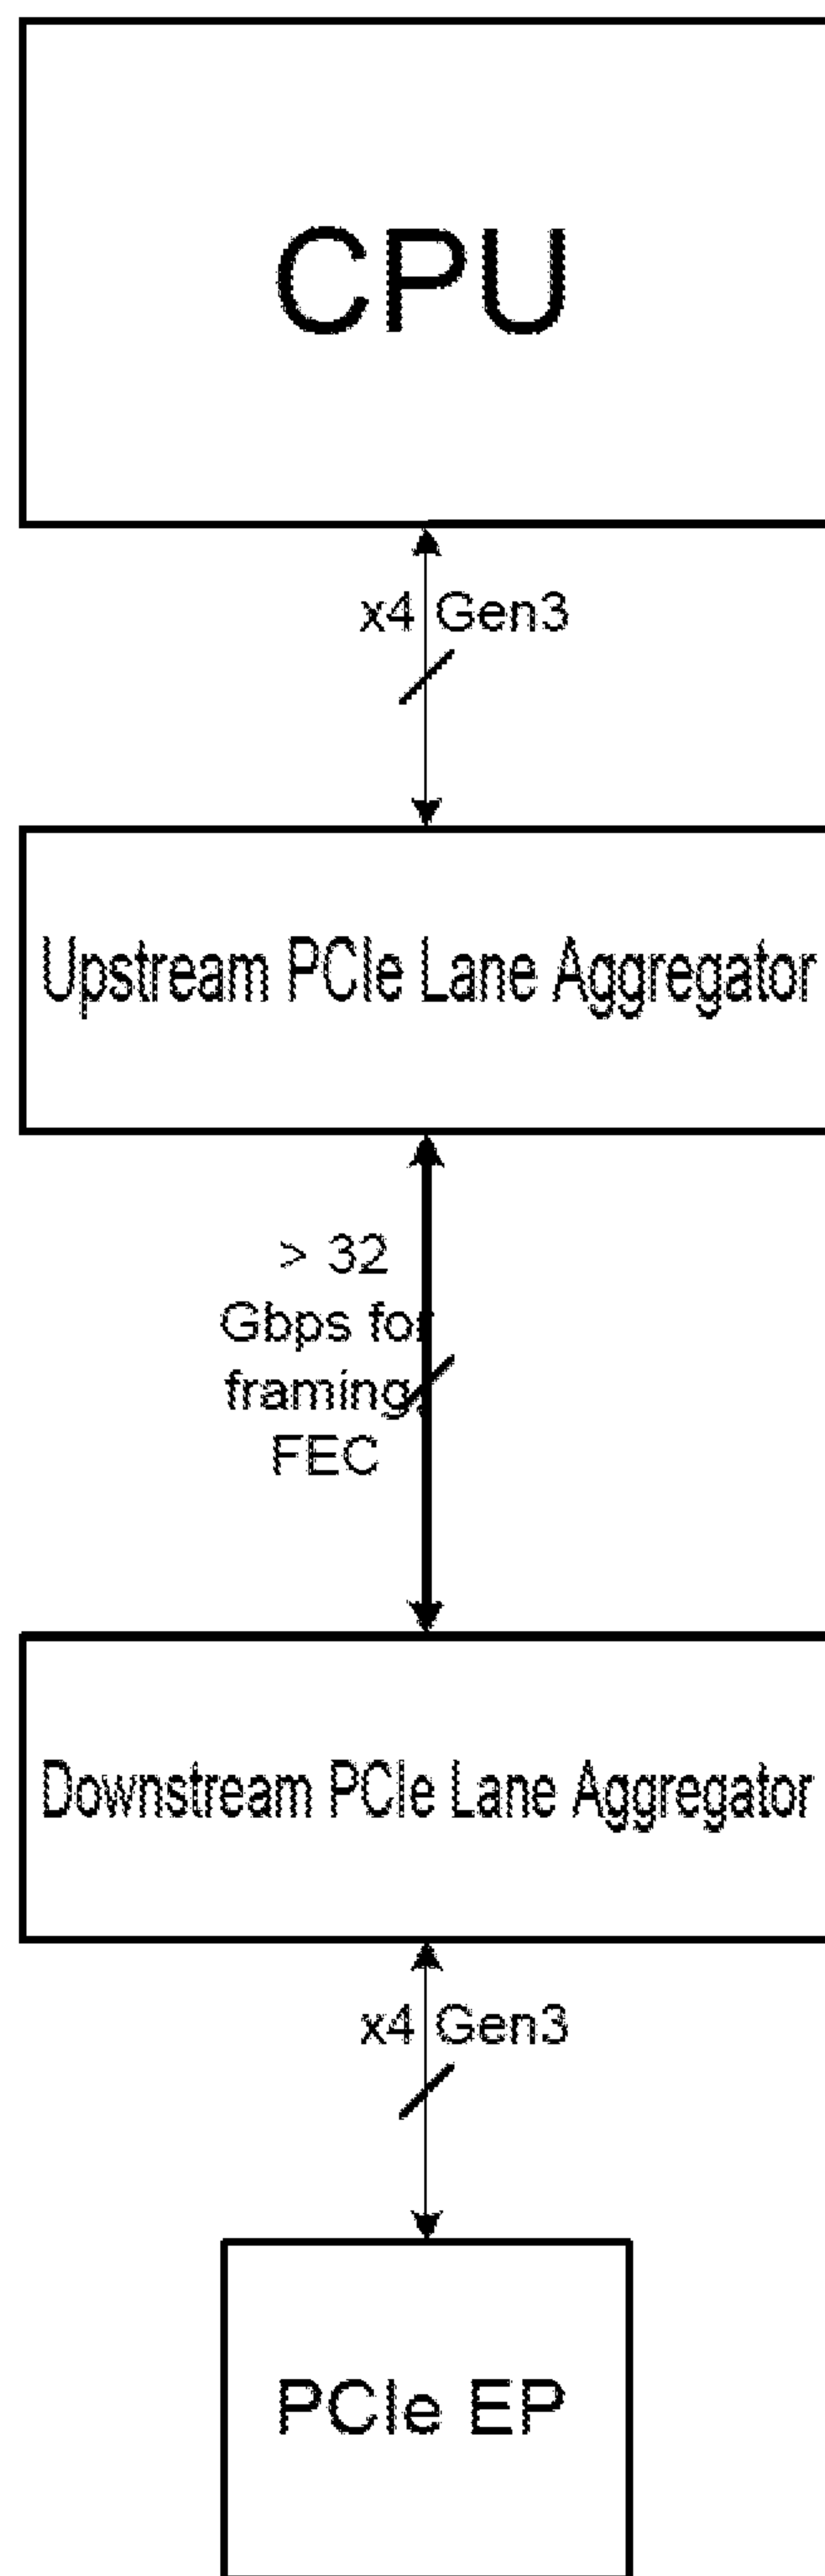 CPU
x4 Gen3
Upstream PCIe Lane Aggregator
> 32
Gbps for
framing,
FEC
Downstream PCIe Lane Aggregator
x4 Gen3
PCIe EP